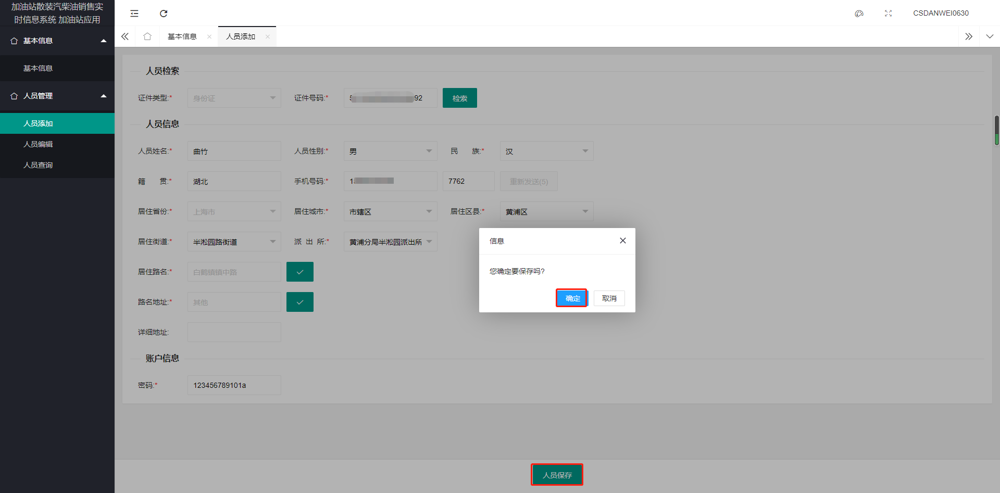 加油站散装汽柴油销售实
时信息系统 加油站应用
CSDANWEI0630
基本信息
人员添加
基本信息
基本信息
人员管理
人员添加
人员编辑
人员查询
人员检索
证件类型:* 身份证 证件号码:* 92 检索
人员信息
人员姓名:* 曲竹 人员性别:* 男 民 族:* 汉
籍 贯:* 湖北 手机号码:* 1 7762 重新发送(5)
居住省份:* 上海市 居住城市:* 市辖区 居住区县:* 黄浦区
居住街道:* 半淞园路街道 派 出 所:* 黄浦分局半淞园派出所
居住路名:* 白鹤镇镇中路
路名地址:* 其他
详细地址:
账户信息
密码:* 123456789101a
信息
您确定要保存吗?
确定 取消
人员保存